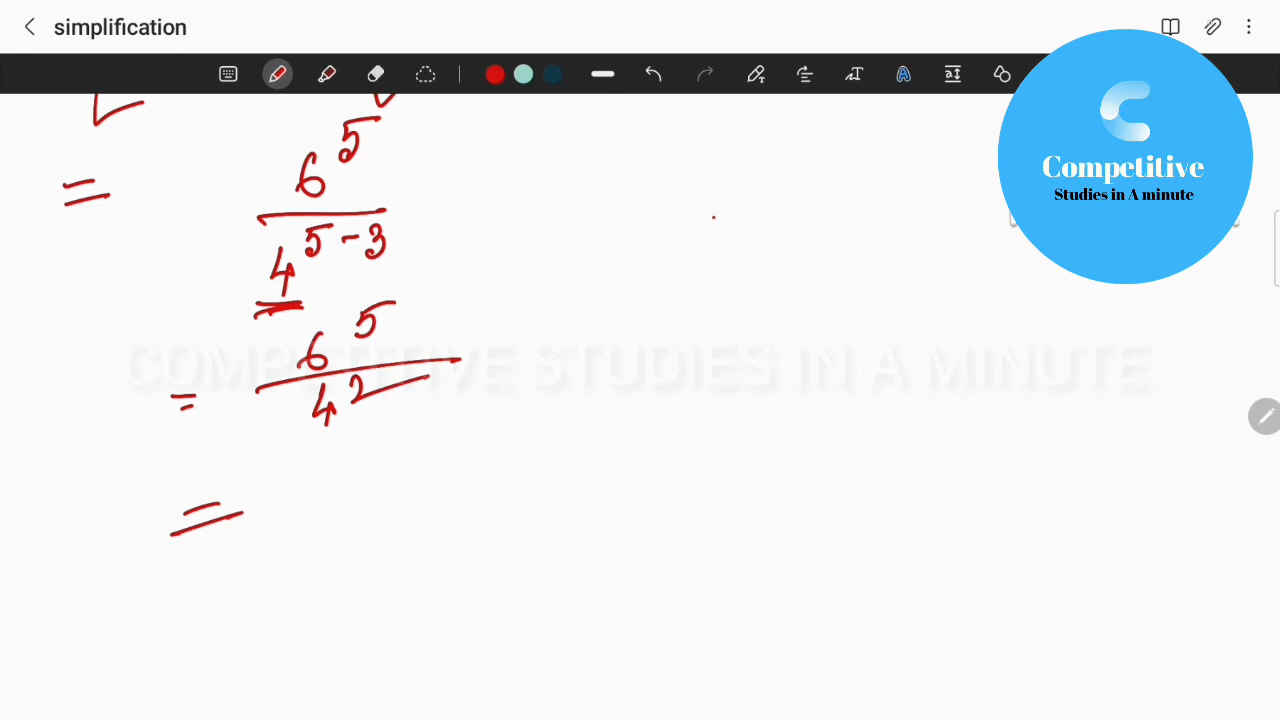 simplification
Competitive
Studies in A minute
= 6^5
4^5-3
6^5
= 4^2
COMPETITIVE STUDIES IN A MINUTE
=